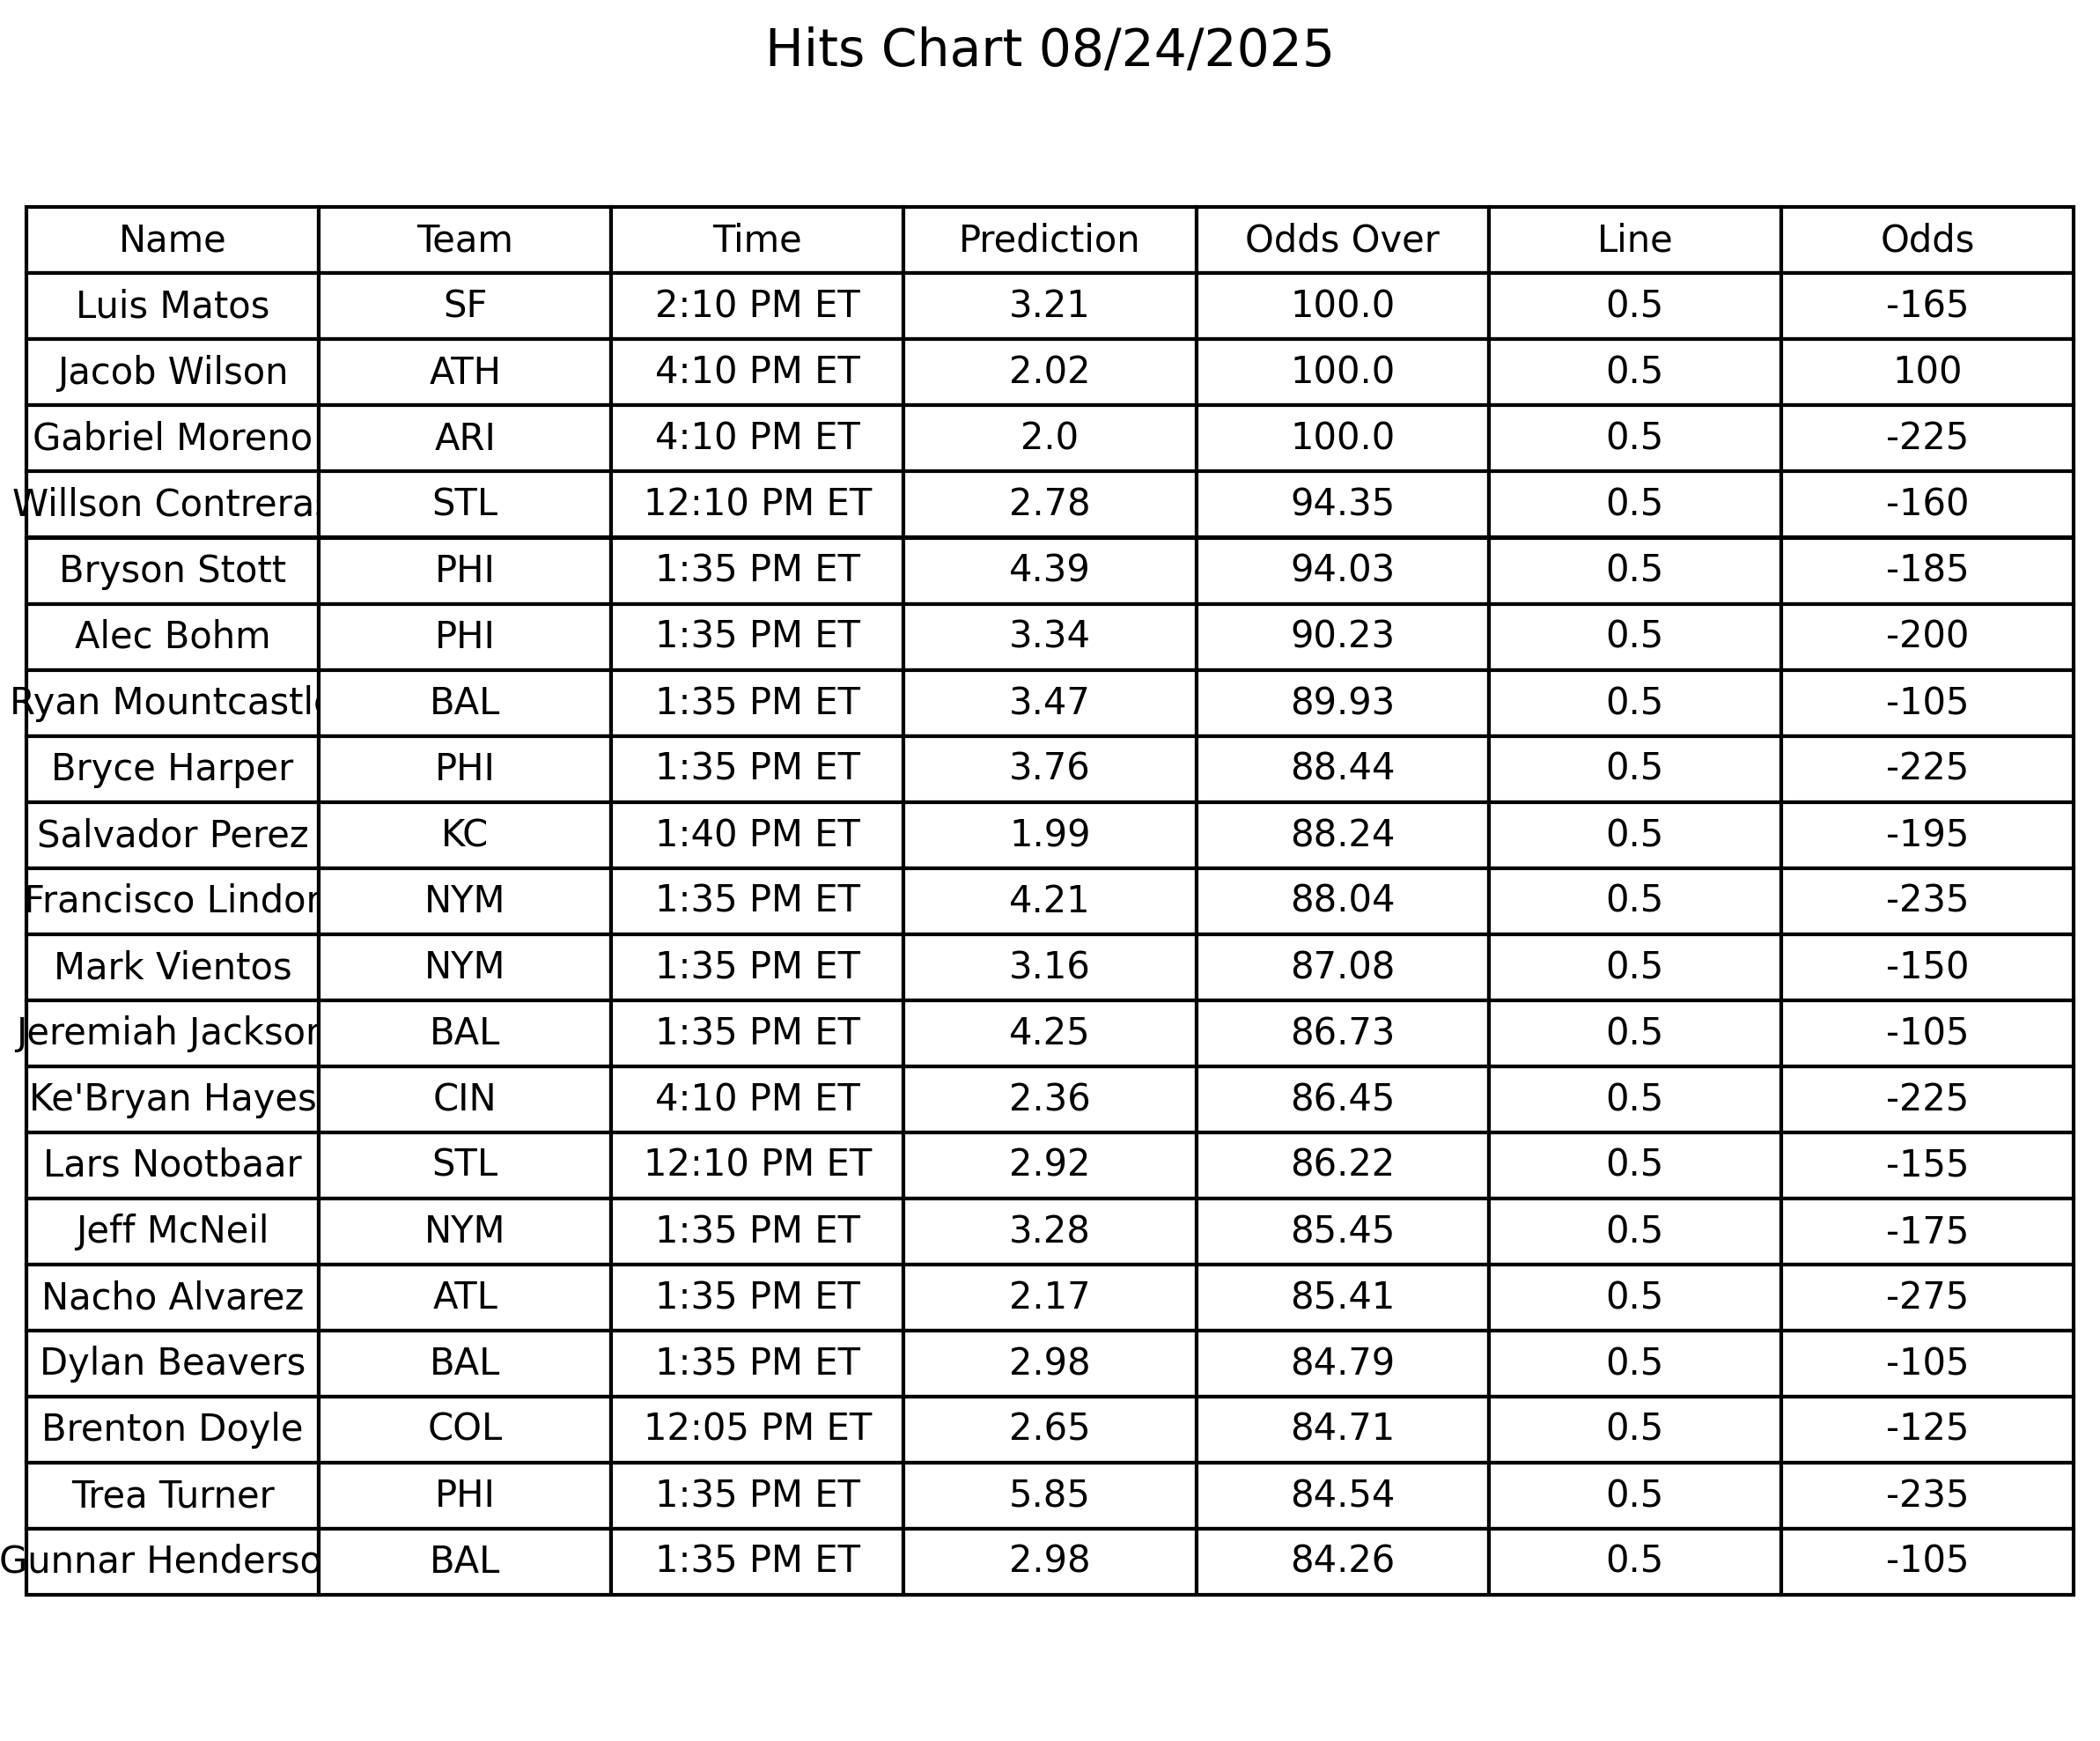 Hits Chart 08/24/2025
Name Team Time Prediction Odds Over Line Odds
Luis Matos SF 2:10 PM ET 3.21 100.0 0.5 -165
Jacob Wilson ATH 4:10 PM ET 2.02 100.0 0.5 100
Gabriel Moreno ARI 4:10 PM ET 2.0 100.0 0.5 -225
Willson Contrera STL 12:10 PM ET 2.78 94.35 0.5 -160
Bryson Stott PHI 1:35 PM ET 4.39 94.03 0.5 -185
Alec Bohm PHI 1:35 PM ET 3.34 90.23 0.5 -200
Ryan Mountcastle BAL 1:35 PM ET 3.47 89.93 0.5 -105
Bryce Harper PHI 1:35 PM ET 3.76 88.44 0.5 -225
Salvador Perez KC 1:40 PM ET 1.99 88.24 0.5 -195
Francisco Lindor NYM 1:35 PM ET 4.21 88.04 0.5 -235
Mark Vientos NYM 1:35 PM ET 3.16 87.08 0.5 -150
Jeremiah Jackson BAL 1:35 PM ET 4.25 86.73 0.5 -105
Ke'Bryan Hayes CIN 4:10 PM ET 2.36 86.45 0.5 -225
Lars Nootbaar STL 12:10 PM ET 2.92 86.22 0.5 -155
Jeff McNeil NYM 1:35 PM ET 3.28 85.45 0.5 -175
Nacho Alvarez ATL 1:35 PM ET 2.17 85.41 0.5 -275
Dylan Beavers BAL 1:35 PM ET 2.98 84.79 0.5 -105
Brenton Doyle COL 12:05 PM ET 2.65 84.71 0.5 -125
Trea Turner PHI 1:35 PM ET 5.85 84.54 0.5 -235
Gunnar Henderso BAL 1:35 PM ET 2.98 84.26 0.5 -105